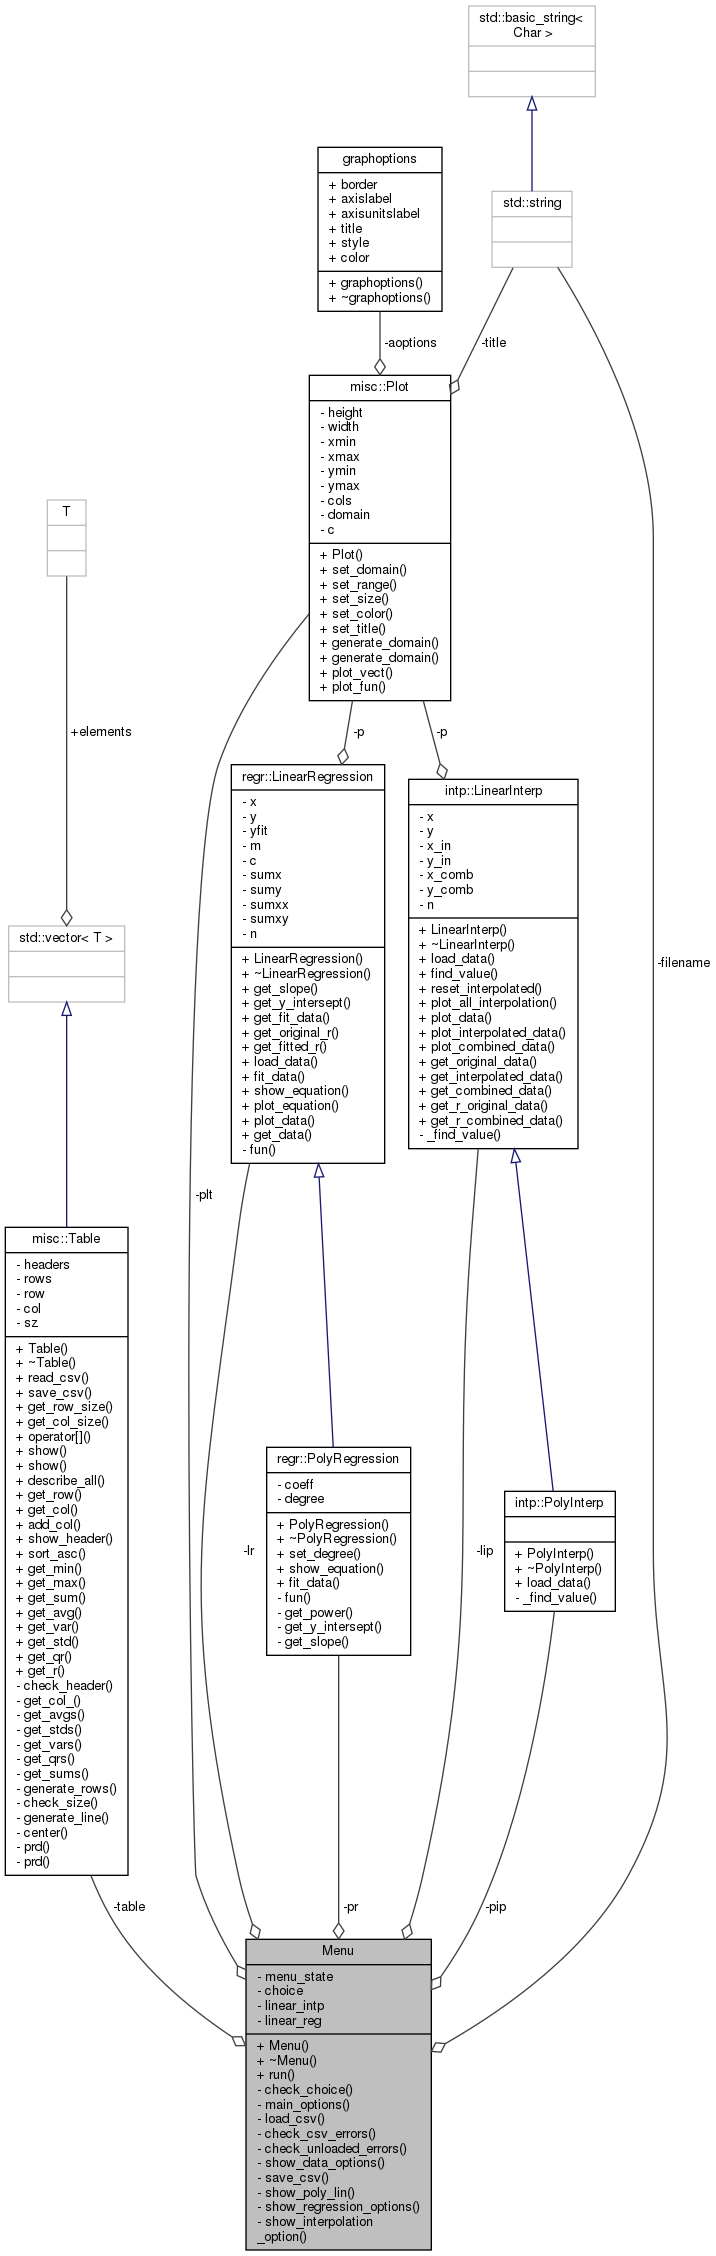 std::basic_string<
Char >
graphoptions
+ border
+ axislabel
+ axisunitslabel
+ title
+ style
+ color
+ graphoptions()
+ ~graphoptions()
std::string
-aoptions
-title
misc::Plot
- height
- width
- xmin
- xmax
- ymin
- ymax
- cols
- domain
- c
+ Plot()
+ set_domain()
+ set_range()
+ set_size()
+ set_color()
+ set_title()
+ generate_domain()
+ generate_domain()
+ plot_vect()
+ plot_fun()
T
+elements
-p
-p
regr::LinearRegression
- x
- y
- yfit
- m
- c
- sumx
- sumy
- sumxx
- sumxy
- n
+ LinearRegression()
+ ~LinearRegression()
+ get_slope()
+ get_y_intersept()
+ get_fit_data()
+ get_original_r()
+ get_fitted_r()
+ load_data()
+ fit_data()
+ show_equation()
+ plot_equation()
+ plot_data()
+ get_data()
- fun()
intp::LinearInterp
- x
- y
- x_in
- y_in
- x_comb
- y_comb
- n
+ LinearInterp()
+ ~LinearInterp()
+ load_data()
+ find_value()
+ reset_interpolated()
+ plot_all_interpolation()
+ plot_data()
+ plot_interpolated_data()
+ plot_combined_data()
+ get_original_data()
+ get_interpolated_data()
+ get_combined_data()
+ get_r_original_data()
+ get_r_combined_data()
- _find_value()
std::vector< T >
-filename
-plt
misc::Table
- headers
- rows
- row
- col
- sz
+ Table()
+ ~Table()
+ read_csv()
+ save_csv()
+ get_row_size()
+ get_col_size()
+ operator[]()
+ show()
+ show()
+ describe_all()
+ get_row()
+ get_col()
+ add_col()
+ show_header()
+ sort_asc()
+ get_min()
+ get_max()
+ get_sum()
+ get_avg()
+ get_var()
+ get_std()
+ get_qr()
+ get_r()
- check_header()
- get_col_()
- get_avgs()
- get_stds()
- get_vars()
- get_qrs()
- get_sums()
- generate_rows()
- check_size()
- generate_line()
- center()
- prd()
- prd()
regr::PolyRegression
- coeff
- degree
+ PolyRegression()
+ ~PolyRegression()
+ set_degree()
+ show_equation()
+ fit_data()
- fun()
- get_power()
- get_y_intersept()
- get_slope()
intp::PolyInterp
+ PolyInterp()
+ ~PolyInterp()
+ load_data()
- _find_value()
-lr
-lip
-table
-pr
-pip
Menu
- menu_state
- choice
- linear_intp
- linear_reg
+ Menu()
+ ~Menu()
+ run()
- check_choice()
- main_options()
- load_csv()
- check_csv_errors()
- check_unloaded_errors()
- show_data_options()
- save_csv()
- show_poly_lin()
- show_regression_options()
- show_interpolation
_option()